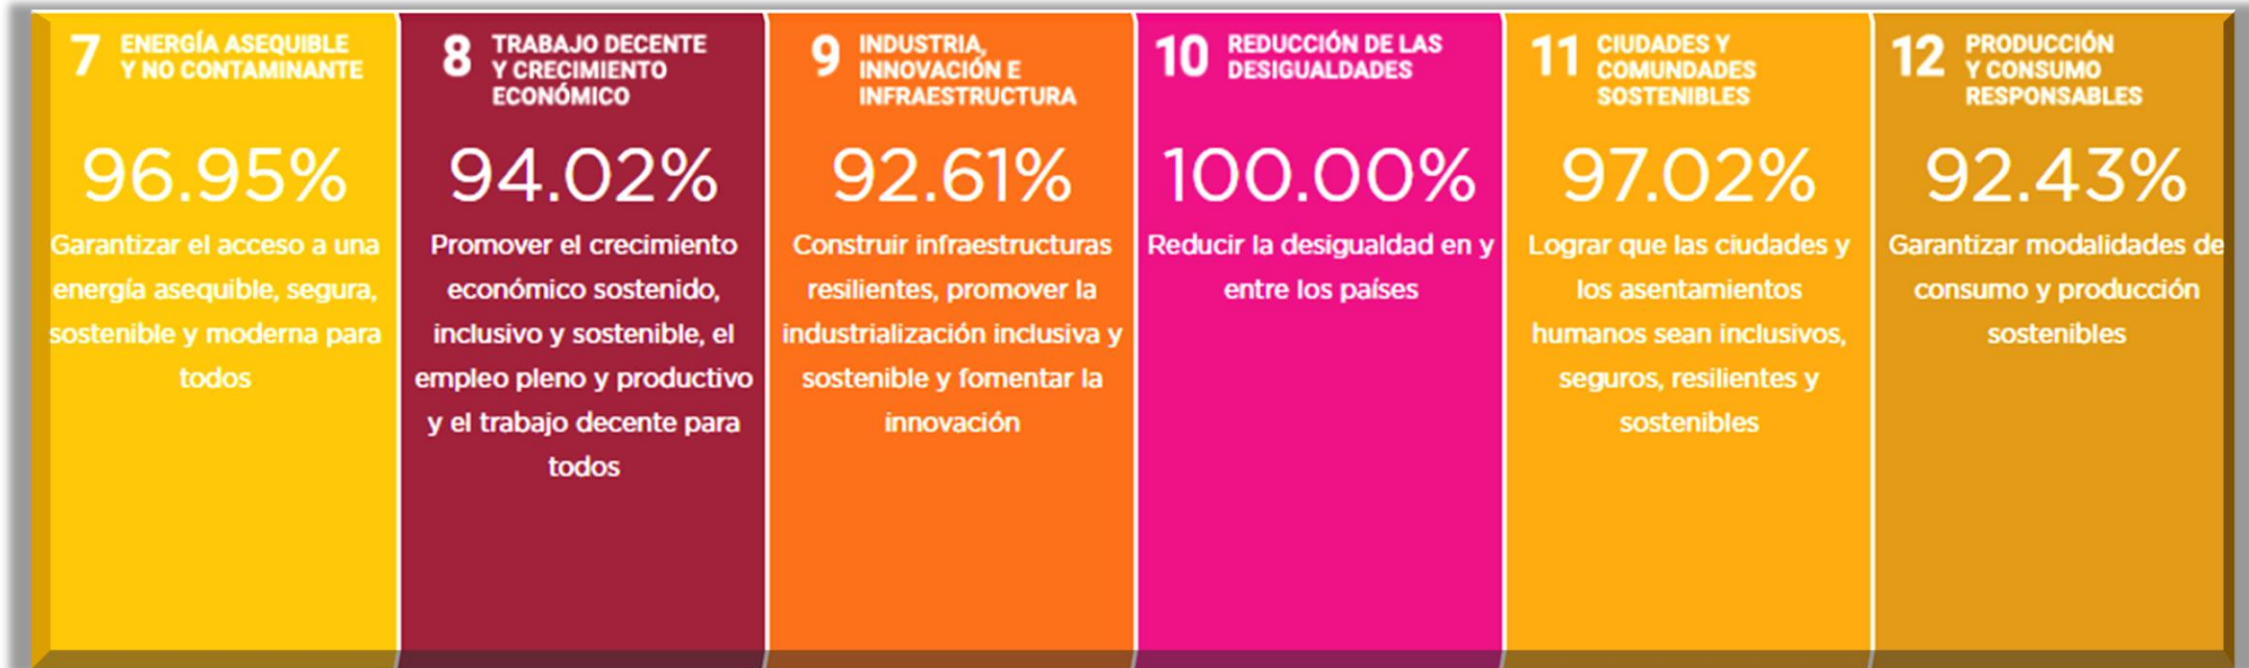 7 ENERGÍA ASEQUIBLE
Y NO CONTAMINANTE
96.95%
Garantizar el acceso a una
energía asequible, segura,
sostenible y moderna para
todos
8 TRABAJO DECENTE
Y CRECIMIENTO
ECONÓMICO
94.02%
Promover el crecimiento
económico sostenido,
inclusivo y sostenible, el
empleo pleno y productivo
y el trabajo decente para
todos
9 INDUSTRIA,
INNOVACIÓN E
INFRAESTRUCTURA
92.61%
Construir infraestructuras
resilientes, promover la
industrialización inclusiva y
sostenible y fomentar la
innovación
10 REDUCCIÓN DE LAS
DESIGUALDADES
100.00%
Reducir la desigualdad en y
entre los países
11 CIUDADES Y
COMUNDADES
SOSTENIBLES
97.02%
Lograr que las ciudades y
los asentamientos
humanos sean inclusivos,
seguros, resilientes y
sostenibles
12 PRODUCCIÓN
Y CONSUMO
RESPONSABLES
92.43%
Garantizar modalidades de
consumo y producción
sostenibles